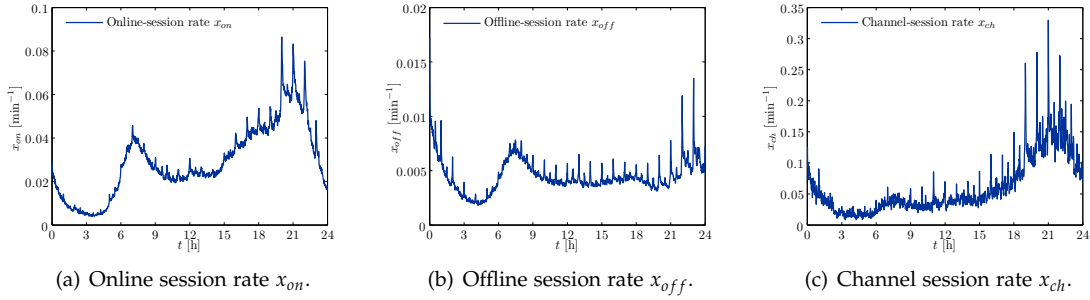 Online-session rate x_on
0.1
0.08
0.06
0.04
0.02
0
x_on [min⁻¹]
0 3 6 9 12 15 18 21 24
t [h]
(a) Online session rate x_on.
Offline-session rate x_off
0.02
0.015
0.01
0.005
0
x_off [min⁻¹]
0 3 6 9 12 15 18 21 24
t [h]
(b) Offline session rate x_off.
Channel-session rate x_ch
0.35
0.3
0.25
0.2
0.15
0.1
0.05
0
x_ch [min⁻¹]
0 3 6 9 12 15 18 21 24
t [h]
(c) Channel session rate x_ch.